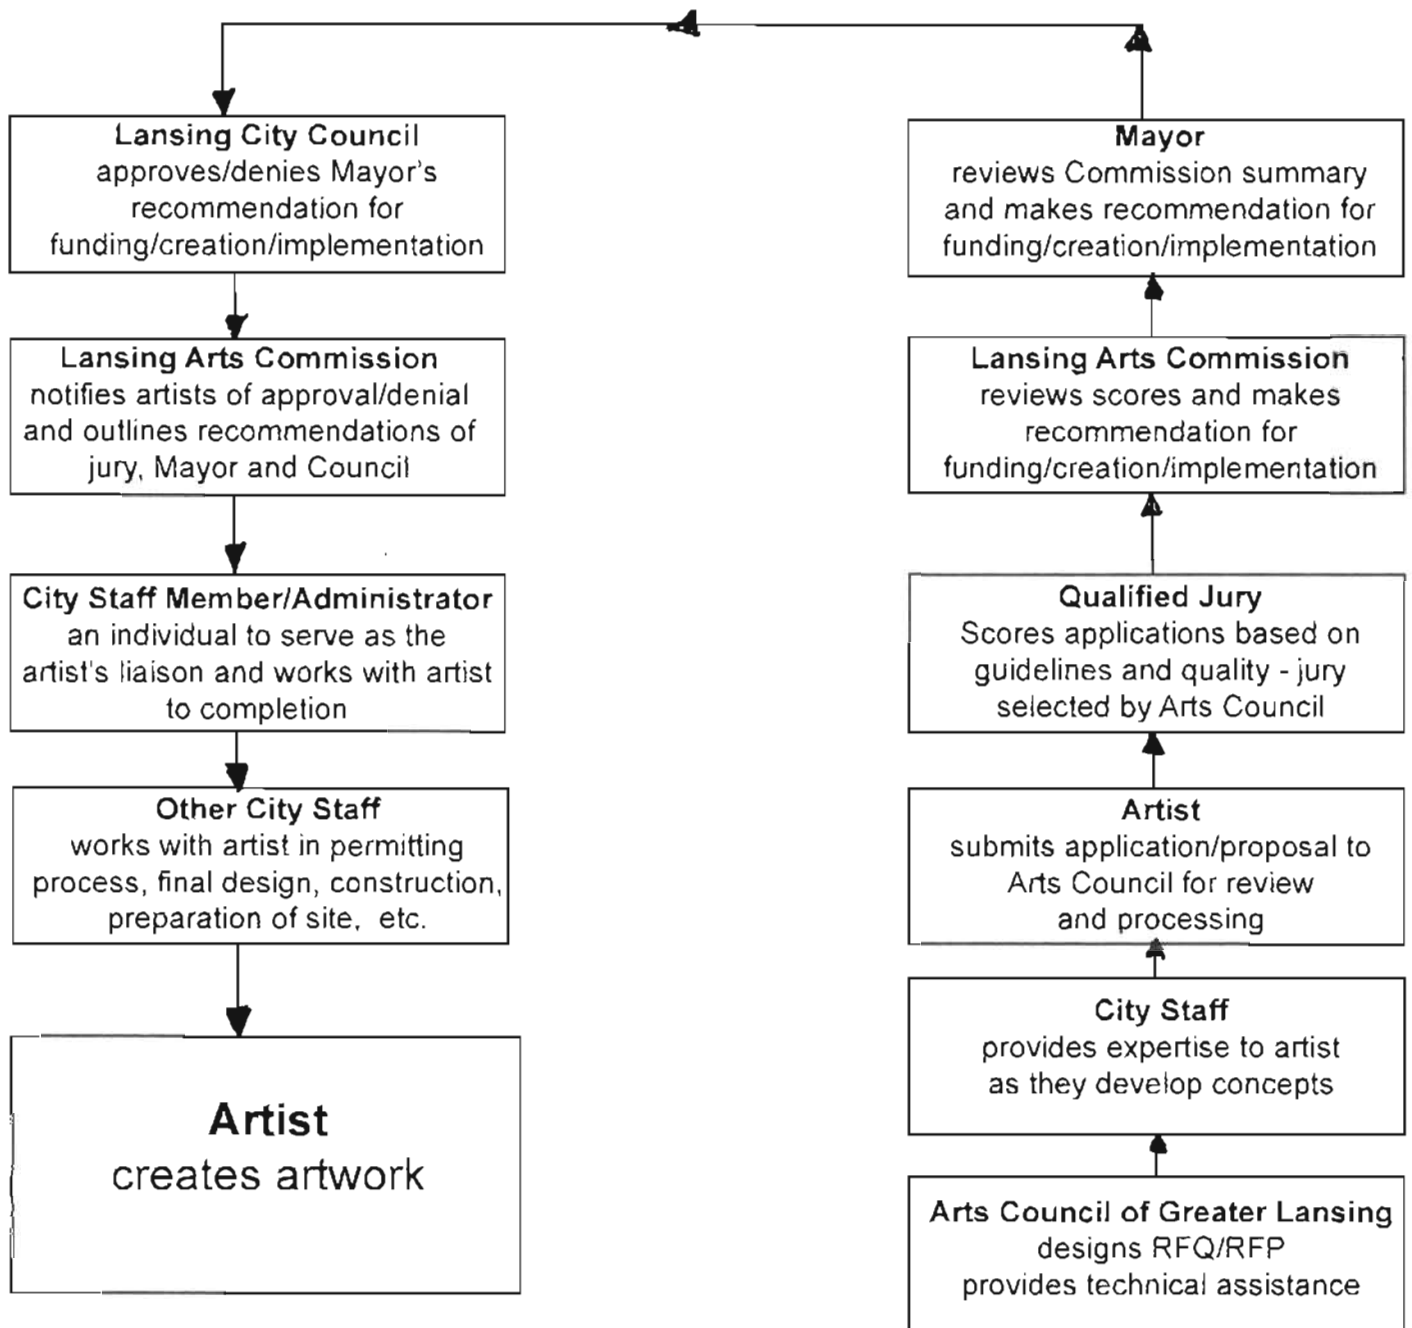 Lansing City Council
approves/denies Mayor's
recommendation for
funding/creation/implementation
Lansing Arts Commission
notifies artists of approval/denial
and outlines recommendations of
jury, Mayor and Council
City Staff Member/Administrator
an individual to serve as the
artist's liaison and works with artist
to completion
Other City Staff
works with artist in permitting
process, final design, construction,
preparation of site, etc.
Artist
creates artwork
Mayor
reviews Commission summary
and makes recommendation for
funding/creation/implementation
Lansing Arts Commission
reviews scores and makes
recommendation for
funding/creation/implementation
Qualified Jury
Scores applications based on
guidelines and quality - jury
selected by Arts Council
Artist
submits application/proposal to
Arts Council for review
and processing
City Staff
provides expertise to artist
as they develop concepts
Arts Council of Greater Lansing
designs RFQ/RFP
provides technical assistance